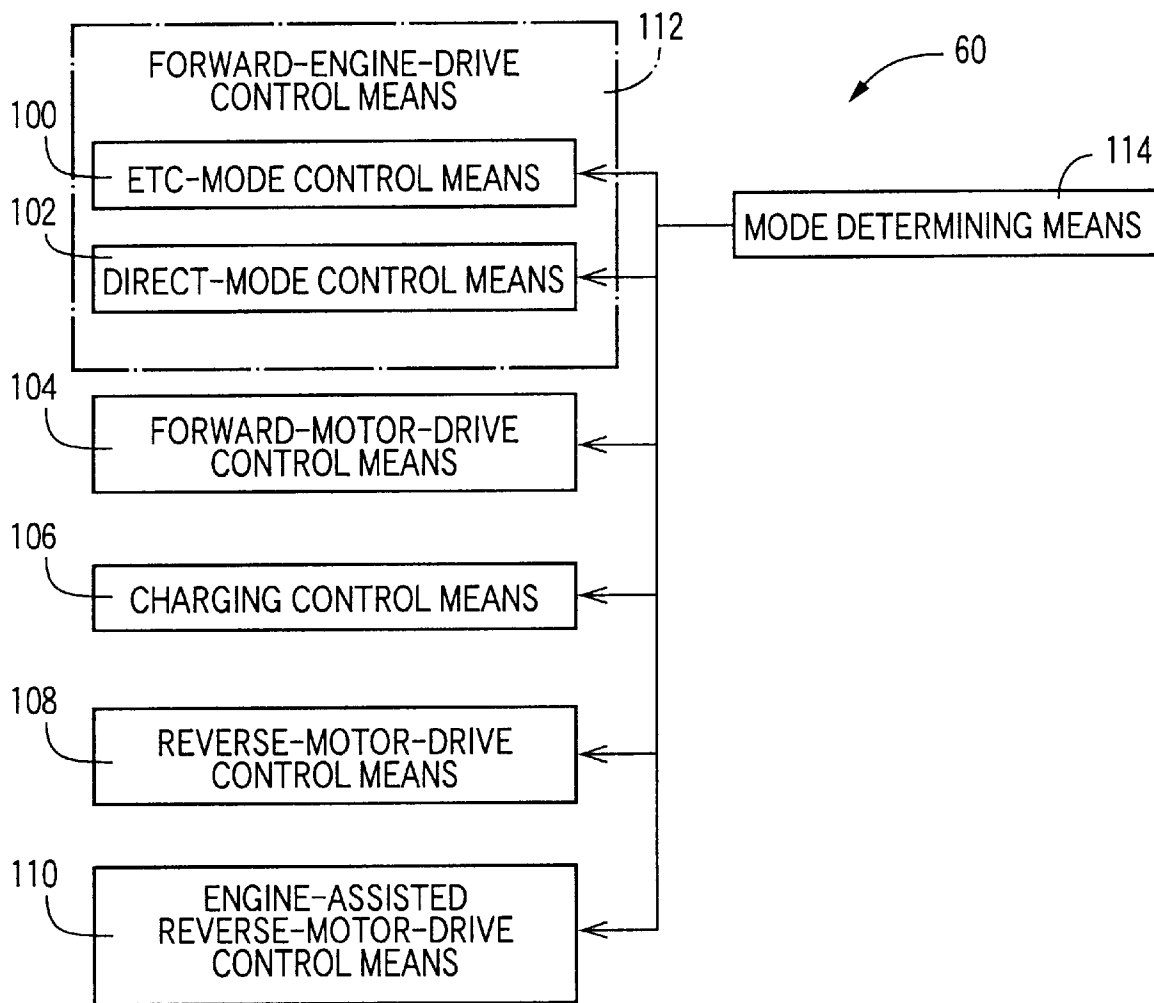 FORWARD-ENGINE-DRIVE
CONTROL MEANS
112
60
100
ETC-MODE CONTROL MEANS
114
MODE DETERMINING MEANS
102
DIRECT-MODE CONTROL MEANS
104
FORWARD-MOTOR-DRIVE
CONTROL MEANS
106
CHARGING CONTROL MEANS
108
REVERSE-MOTOR-DRIVE
CONTROL MEANS
110
ENGINE-ASSISTED
REVERSE-MOTOR-DRIVE
CONTROL MEANS